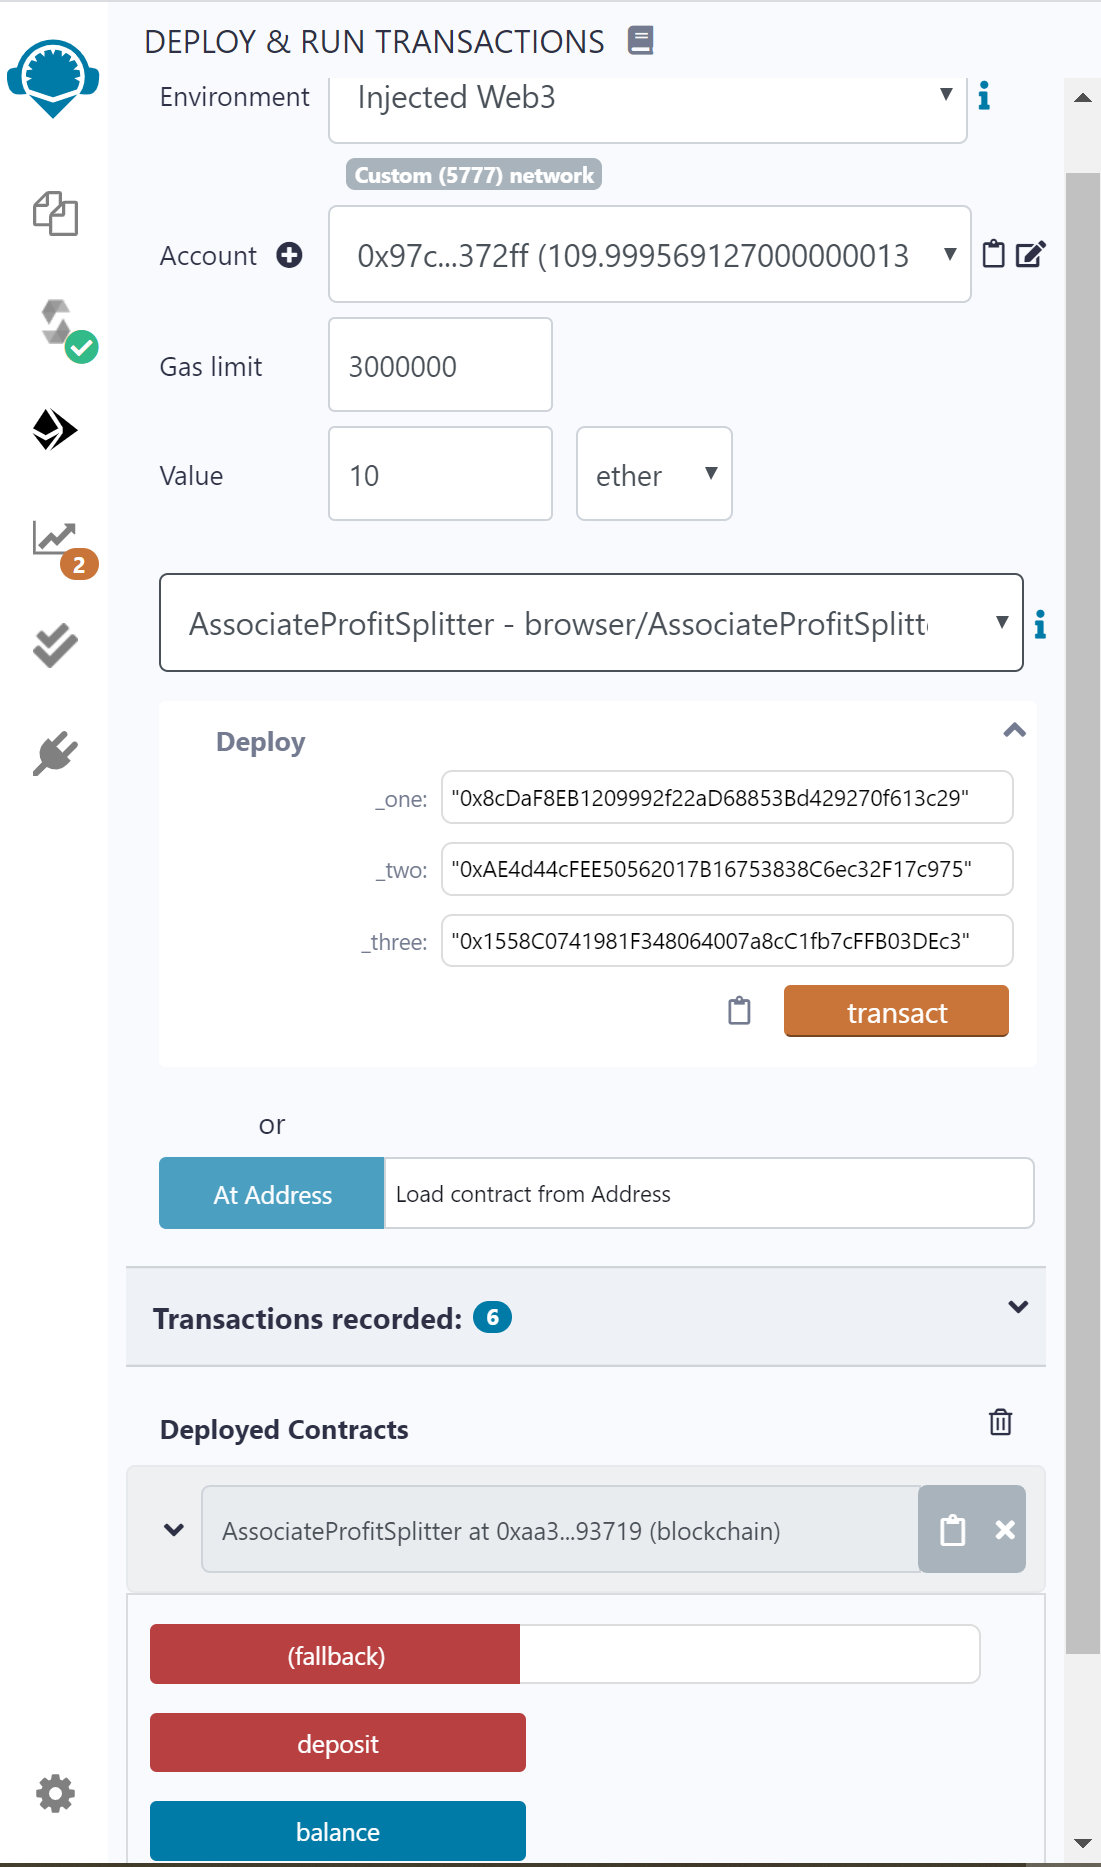 DEPLOY & RUN TRANSACTIONS
Environment
Injected Web3
Custom (5777) network
Account
0x97c...372ff (109.999569127000000013
Gas limit
3000000
Value
10
ether
AssociateProfitSplitter - browser/AssociateProfitSplitt
Deploy
_one:
"0x8cDaF8EB1209992f22aD68853Bd429270f613c29"
_two:
"0xAE4d44cFEE50562017B16753838C6ec32F17c975"
_three:
"0x1558C0741981F348064007a8cC1fb7cFFB03DEc3"
transact
or
At Address
Load contract from Address
Transactions recorded: 6
Deployed Contracts
AssociateProfitSplitter at 0xaa3...93719 (blockchain)
(fallback)
deposit
balance
2